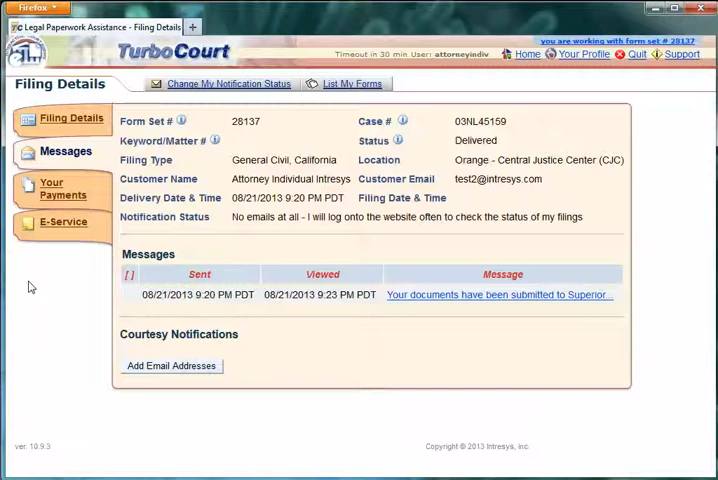 Firefox
Legal Paperwork Assistance - Filing Details
you are working with form set # 28137
TurboCourt
Timeout in 30 min User: attorneyindiv
Home
Your Profile
Quit
Support
Filing Details
Change My Notification Status
List My Forms
Filing Details
Messages
Your Payments
E-Service
Form Set # 28137 Case # 03NL45159
Keyword/Matter # Status Delivered
Filing Type General Civil, California Location Orange - Central Justice Center (CJC)
Customer Name Attorney Individual Intresys Customer Email test2@intresys.com
Delivery Date & Time 08/21/2013 9:20 PM PDT Filing Date & Time
Notification Status No emails at all - I will log onto the website often to check the status of my filings
Messages
[ ] Sent Viewed Message
08/21/2013 9:20 PM PDT 08/21/2013 9:23 PM PDT Your documents have been submitted to Superior...
Courtesy Notifications
Add Email Addresses
ver. 10.9.3
Copyright © 2013 Intresys, Inc.